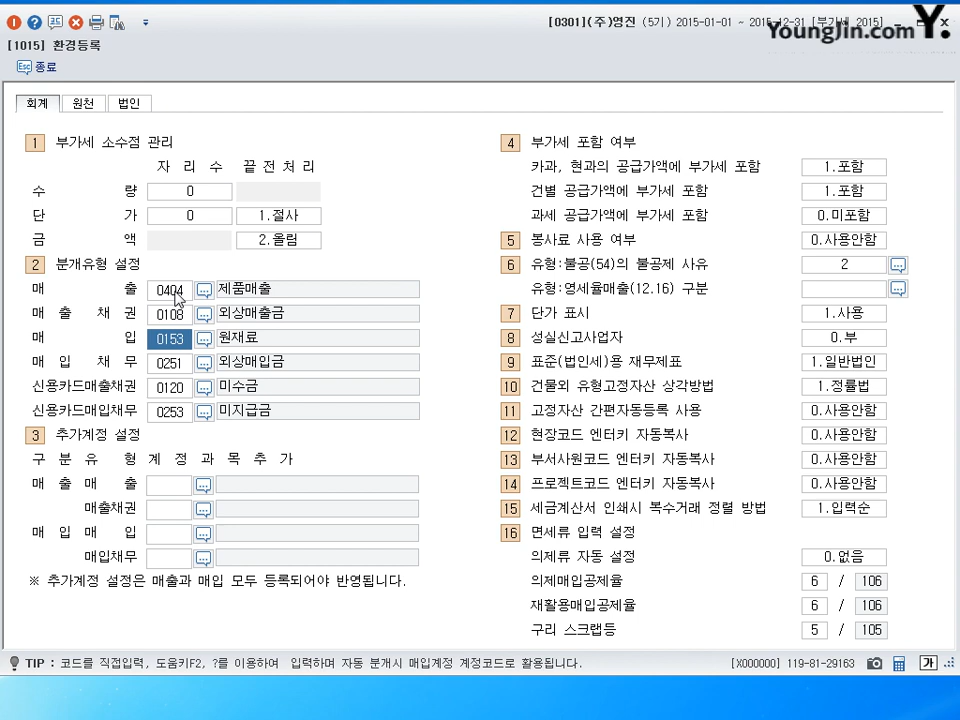 [0301](주)영진 (5기) 2015-01-01 ~ 2015-12-31 [부가세 2015]
YoungJin.com Y.
[1015] 환경등록
Esc 종료
회계 원천 법인
1 부가세 소수점 관리
자 리 수 끝 전 처 리
수 량 0
단 가 0 1.절사
금 액 2.올림
2 분개유형 설정
매 출 0404 제품매출
매 출 채 권 0108 외상매출금
매 입 0153 원재료
매 입 채 무 0251 외상매입금
신용카드매출채권 0120 미수금
신용카드매입채무 0253 미지급금
3 추가계정 설정
구 분 유 형 계 정 과 목 추 가
매 출 매 출
매출채권
매 입 매 입
매입채무
※ 추가계정 설정은 매출과 매입 모두 등록되어야 반영됩니다.
4 부가세 포함 여부
카과, 현과의 공급가액에 부가세 포함 1.포함
건별 공급가액에 부가세 포함 1.포함
과세 공급가액에 부가세 포함 0.미포함
5 봉사료 사용 여부 0.사용안함
6 유형:불공(54)의 불공제 사유 2
유형:영세율매출(12.16) 구분
7 단가 표시 1.사용
8 성실신고사업자 0.부
9 표준(법인세)용 재무제표 1.일반법인
10 건물외 유형고정자산 상각방법 1.정률법
11 고정자산 간편자동등록 사용 0.사용안함
12 현장코드 엔터키 자동복사 0.사용안함
13 부서사원코드 엔터키 자동복사 0.사용안함
14 프로젝트코드 엔터키 자동복사 0.사용안함
15 세금계산서 인쇄시 복수거래 정렬 방법 1.입력순
16 면세류 입력 설정
의제류 자동 설정 0.없음
의제매입공제율 6 / 106
재활용매입공제율 6 / 106
구리 스크랩등 5 / 105
TIP : 코드를 직접입력, 도움키F2, ?를 이용하여 입력하며 자동 분개시 매입계정 계정코드로 활용됩니다.
[X000000] 119-81-29163 가